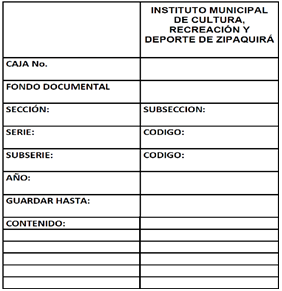 INSTITUTO MUNICIPAL
DE CULTURA,
RECREACIÓN Y
DEPORTE DE ZIPAQUIRÁ
CAJA No.
FONDO DOCUMENTAL
SECCIÓN: SUBSECCION:
SERIE: CODIGO:
SUBSERIE: CODIGO:
AÑO:
GUARDAR HASTA:
CONTENIDO: